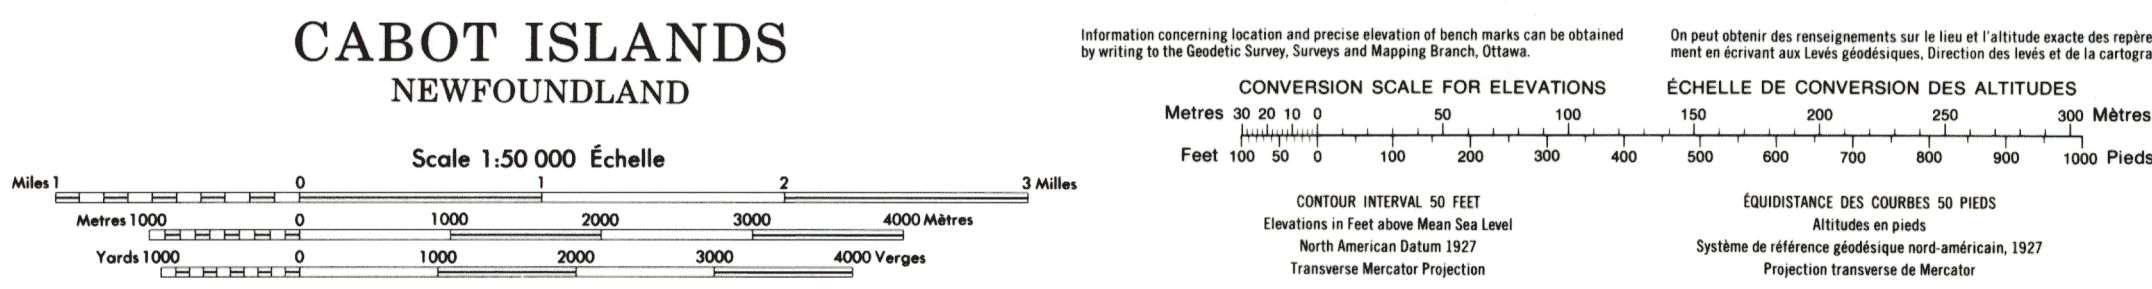 CABOT ISLANDS
NEWFOUNDLAND
Scale 1:50 000 Échelle
Miles 1 0 1 2 3 Milles
Metres 1000 0 1000 2000 3000 4000 Mètres
Yards 1000 0 1000 2000 3000 4000 Verges
Information concerning location and precise elevation of bench marks can be obtained
by writing to the Geodetic Survey, Surveys and Mapping Branch, Ottawa.
On peut obtenir des renseignements sur le lieu et l'altitude exacte des repère
ment en écrivant aux Levés géodésiques, Direction des levés et de la cartogra
CONVERSION SCALE FOR ELEVATIONS
ÉCHELLE DE CONVERSION DES ALTITUDES
Metres 30 20 10 0 50 100 150 200 250 300 Mètres
Feet 100 50 0 100 200 300 400 500 600 700 800 900 1000 Pieds
CONTOUR INTERVAL 50 FEET
Elevations in Feet above Mean Sea Level
North American Datum 1927
Transverse Mercator Projection
ÉQUIDISTANCE DES COURBES 50 PIEDS
Altitudes en pieds
Système de référence géodésique nord-américain, 1927
Projection transverse de Mercator